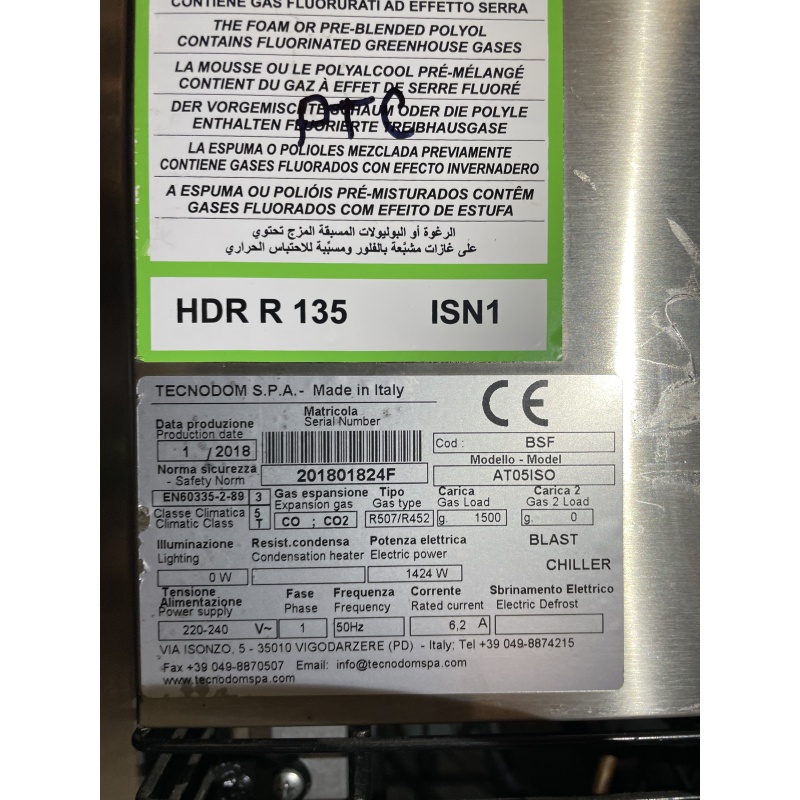 CONTIENE GAS FLUORURATI AD EFFETTO SERRA
THE FOAM OR PRE-BLENDED POLYOL
CONTAINS FLUORINATED GREENHOUSE GASES
LA MOUSSE OU LE POLYALCOOL PRÉ-MÉLANGÉ
CONTIENT DU GAZ À EFFET DE SERRE FLUORÉ
DER VORGEMISCHTE SCHAUM ODER DIE POLYLE
ENTHALTEN FLUORIERTE TREIBHAUSGASE
PTC
LA ESPUMA O POLIOLES MEZCLADA PREVIAMENTE
CONTIENE GASES FLUORADOS CON EFECTO INVERNADERO
A ESPUMA OU POLIÓIS PRÉ-MISTURADOS CONTÊM
GASES FLUORADOS COM EFEITO DE ESTUFA
الرغوة أو البوليولات المسبقة المزج تحتوي
على غازات مشبّعة بالفلور ومسبّبة للاحتباس الحراري
HDR R 135 ISN1
TECNODOM S.P.A.- Made in Italy
CE
Matricola
Serial Number
Data produzione
Production date
1 / 2018
Cod : BSF
Modello - Model
Norma sicurezza
- Safety Norm
201801824F
AT05ISO
EN60335-2-89 3
Gas espansione Tipo Carica Carica 2
Expansion gas Gas type Gas Load Gas 2 Load
Classe Climatica 5
Climatic Class T
CO ; CO2 R507/R452 g. 1500 g. 0
Illuminazione Resist.condensa Potenza elettrica
Lighting Condensation heater Electric power
BLAST
CHILLER
0 W 1424 W
Tensione
Alimentazione Fase Frequenza Corrente Sbrinamento Elettrico
Power supply Phase Frequency Rated current Electric Defrost
220-240 V~ 1 50Hz 6,2 A
VIA ISONZO, 5 - 35010 VIGODARZERE (PD) - Italy; Tel +39 049-8874215
Fax +39 049-8870507 Email: info@tecnodomspa.com
www.tecnodomspa.com